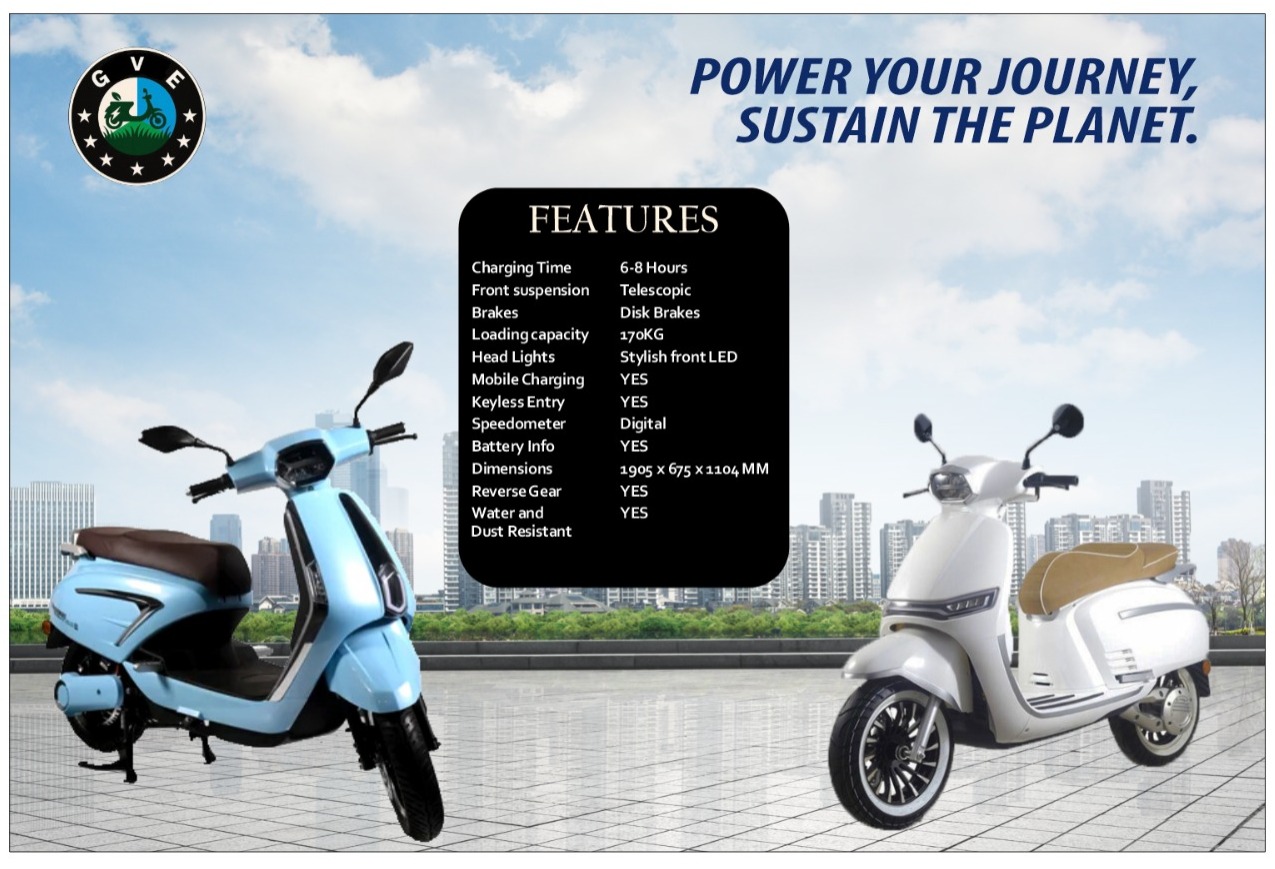 G V E
POWER YOUR JOURNEY,
SUSTAIN THE PLANET.
FEATURES
Charging Time 6-8 Hours
Front suspension Telescopic
Brakes Disk Brakes
Loading capacity 170KG
Head Lights Stylish front LED
Mobile Charging YES
Keyless Entry YES
Speedometer Digital
Battery Info YES
Dimensions 1905 x 675 x 1104 MM
Reverse Gear YES
Water and YES
Dust Resistant